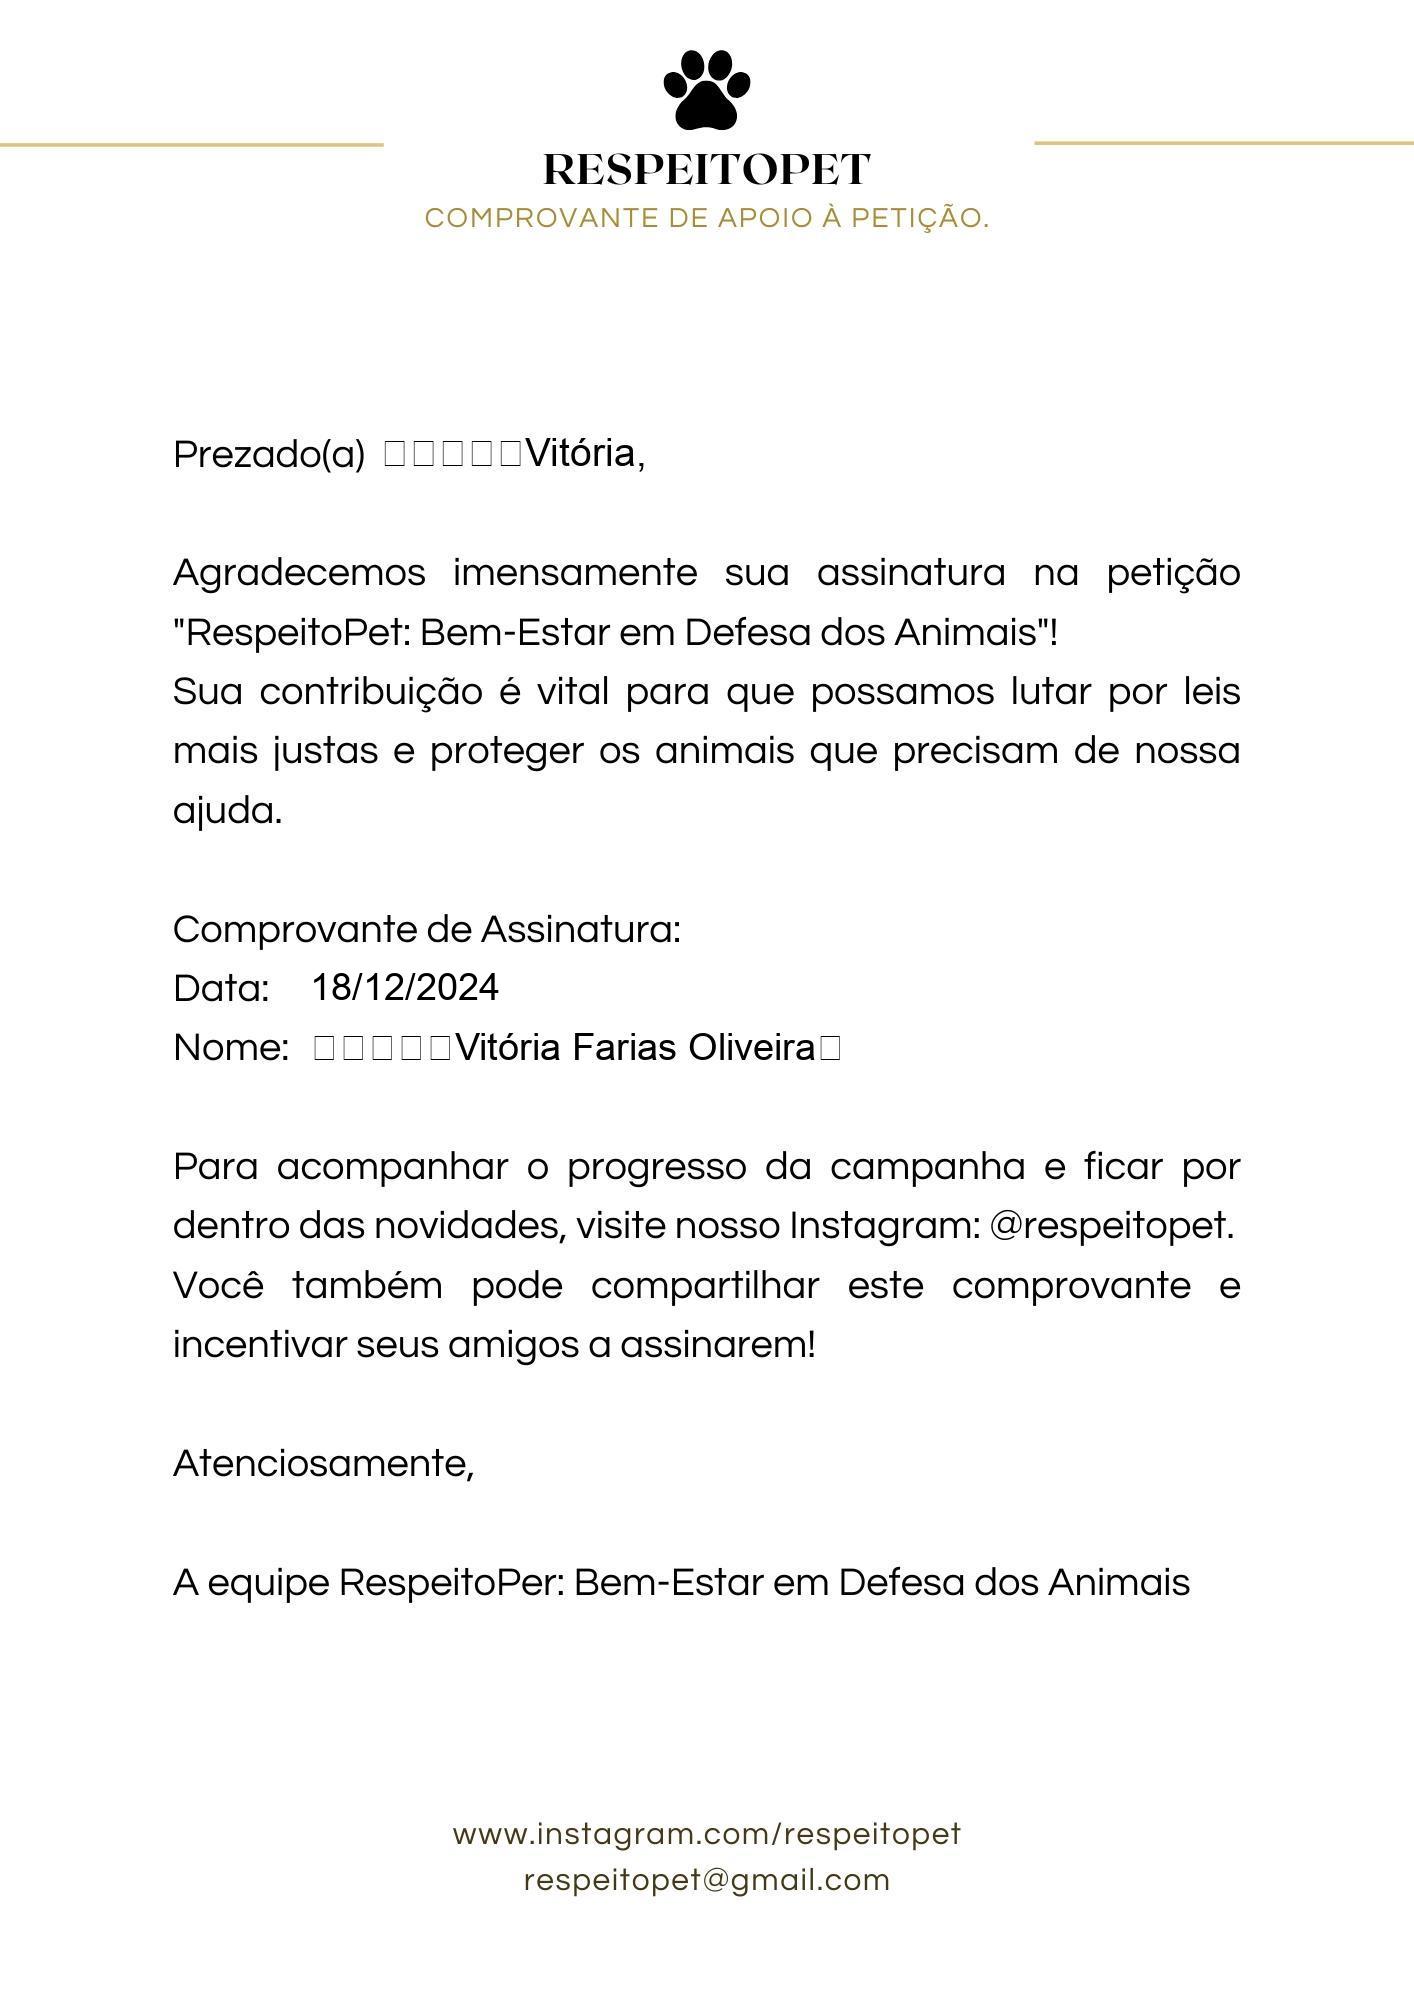 RESPEITOPET
COMPROVANTE DE APOIO À PETIÇÃO.
Prezado(a) □□□□□Vitória,
Agradecemos imensamente sua assinatura na petição
"RespeitoPet: Bem-Estar em Defesa dos Animais"!
Sua contribuição é vital para que possamos lutar por leis
mais justas e proteger os animais que precisam de nossa
ajuda.
Comprovante de Assinatura:
Data: 18/12/2024
Nome: □□□□□Vitória Farias Oliveira□
Para acompanhar o progresso da campanha e ficar por
dentro das novidades, visite nosso Instagram: @respeitopet.
Você também pode compartilhar este comprovante e
incentivar seus amigos a assinarem!
Atenciosamente,
A equipe RespeitoPer: Bem-Estar em Defesa dos Animais
www.instagram.com/respeitopet
respeitopet@gmail.com